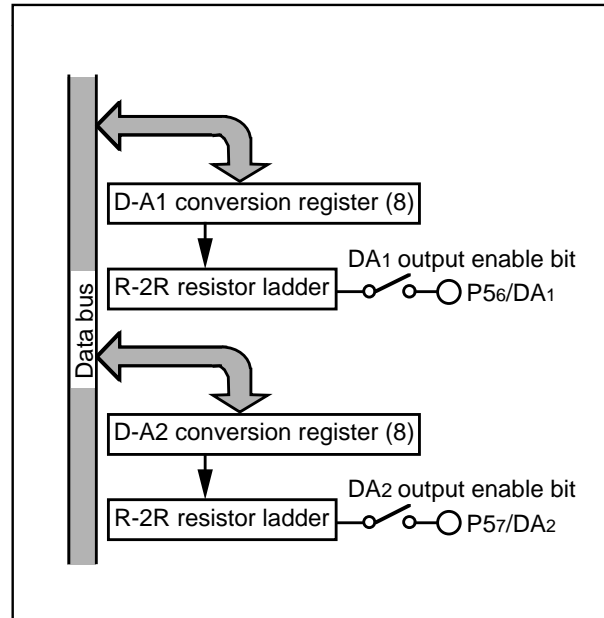 Data bus
D-A1 conversion register (8)
R-2R resistor ladder
DA1 output enable bit
P56/DA1
D-A2 conversion register (8)
R-2R resistor ladder
DA2 output enable bit
P57/DA2